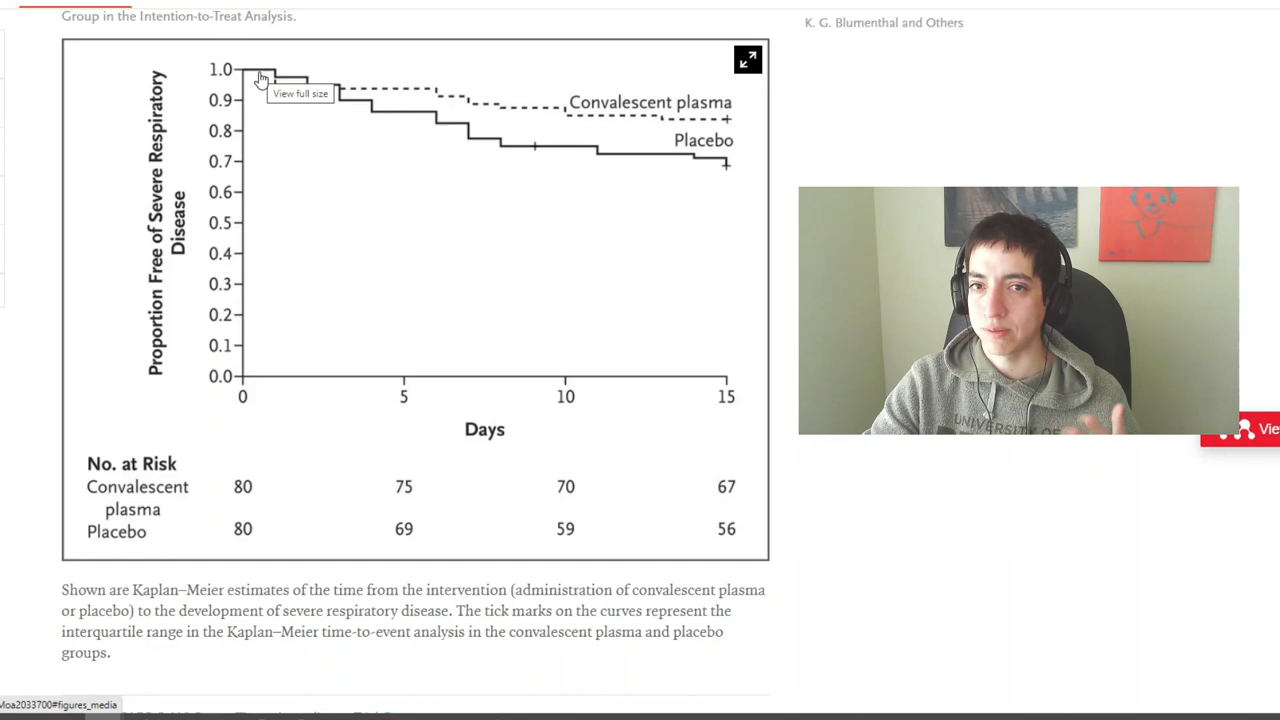 Group in the Intention-to-Treat Analysis.
K. G. Blumenthal and Others
Proportion Free of Severe Respiratory
Disease
1.0
0.9
0.8
0.7
0.6
0.5
0.4
0.3
0.2
0.1
0.0
View full size
Convalescent plasma
Placebo
0 5 10 15
Days
No. at Risk
Convalescent 80 75 70 67
plasma
Placebo 80 69 59 56
Shown are Kaplan–Meier estimates of the time from the intervention (administration of convalescent plasma
or placebo) to the development of severe respiratory disease. The tick marks on the curves represent the
interquartile range in the Kaplan–Meier time-to-event analysis in the convalescent plasma and placebo
groups.
UNIVERSITY OF
Vie
Moa2033700#figures_media